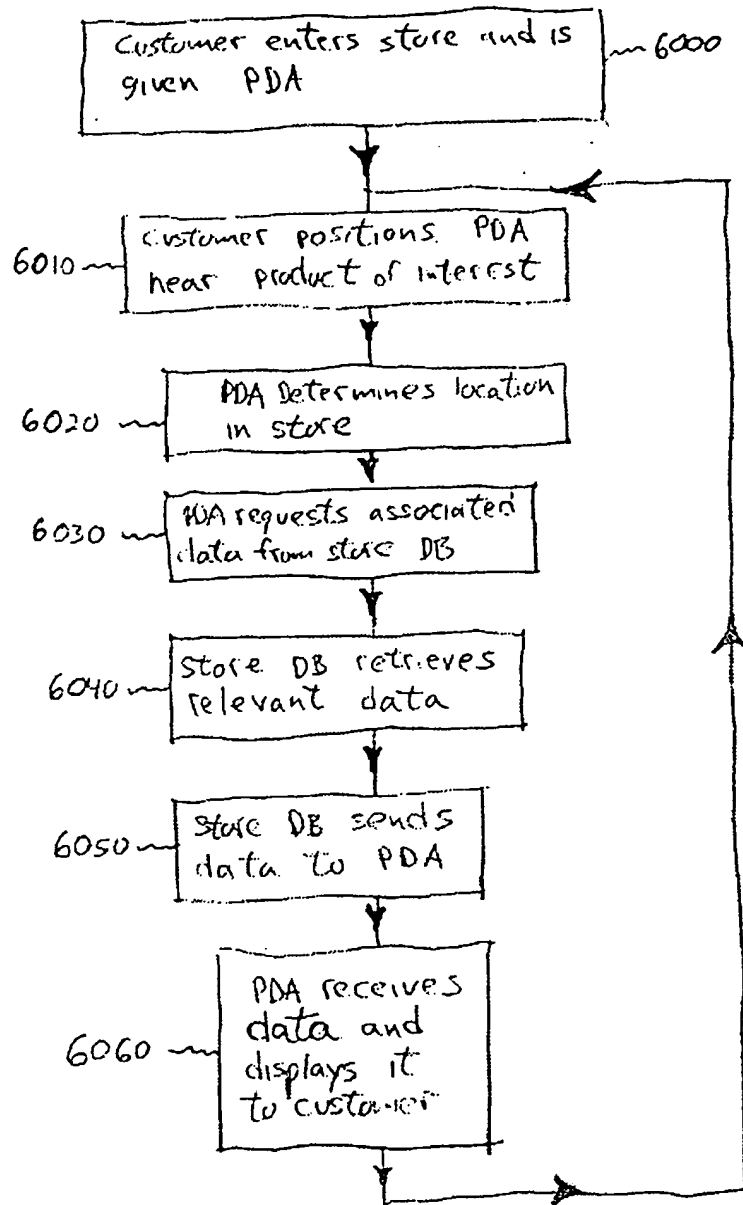 Customer enters store and is
given PDA
6000
6010
customer positions PDA
near product of interest
6020
PDA Determines location
in store
6030
PDA requests associated
data from store DB
6040
store DB retrieves
relevant data
6050
store DB sends
data to PDA
6060
PDA receives
data and
displays it
to customer